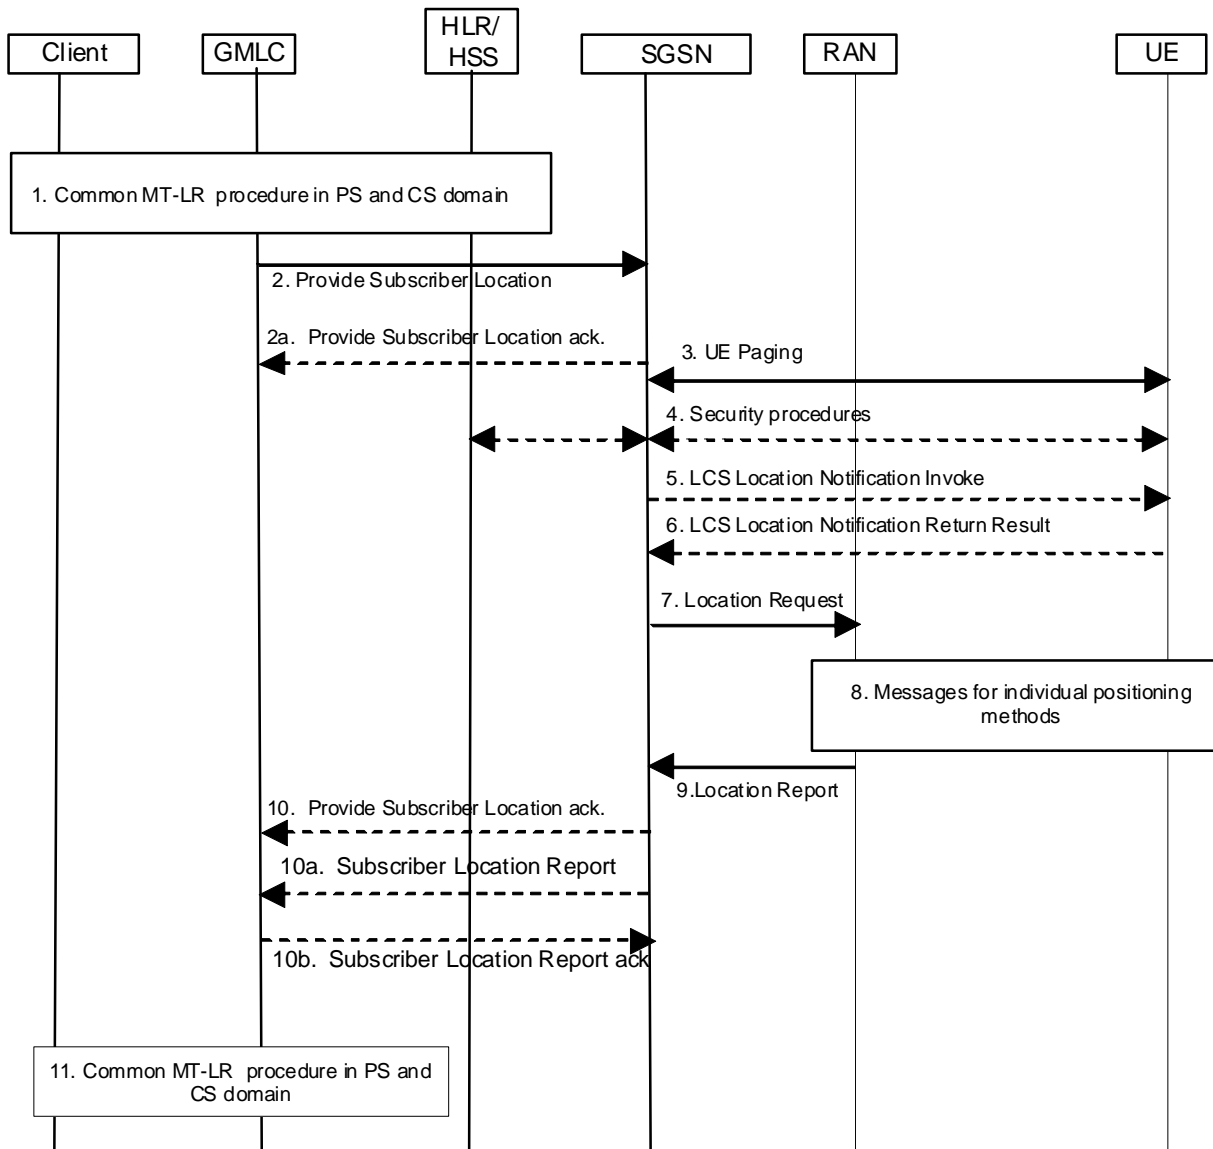 Client
GMLC
HLR/
HSS
SGSN
RAN
UE
1. Common MT-LR procedure in PS and CS domain
2. Provide Subscriber Location
2a. Provide Subscriber Location ack.
3. UE Paging
4. Security procedures
5. LCS Location Notification Invoke
6. LCS Location Notification Return Result
7. Location Request
8. Messages for individual positioning
methods
9.Location Report
10. Provide Subscriber Location ack.
10a. Subscriber Location Report
10b. Subscriber Location Report ack
11. Common MT-LR procedure in PS and
CS domain